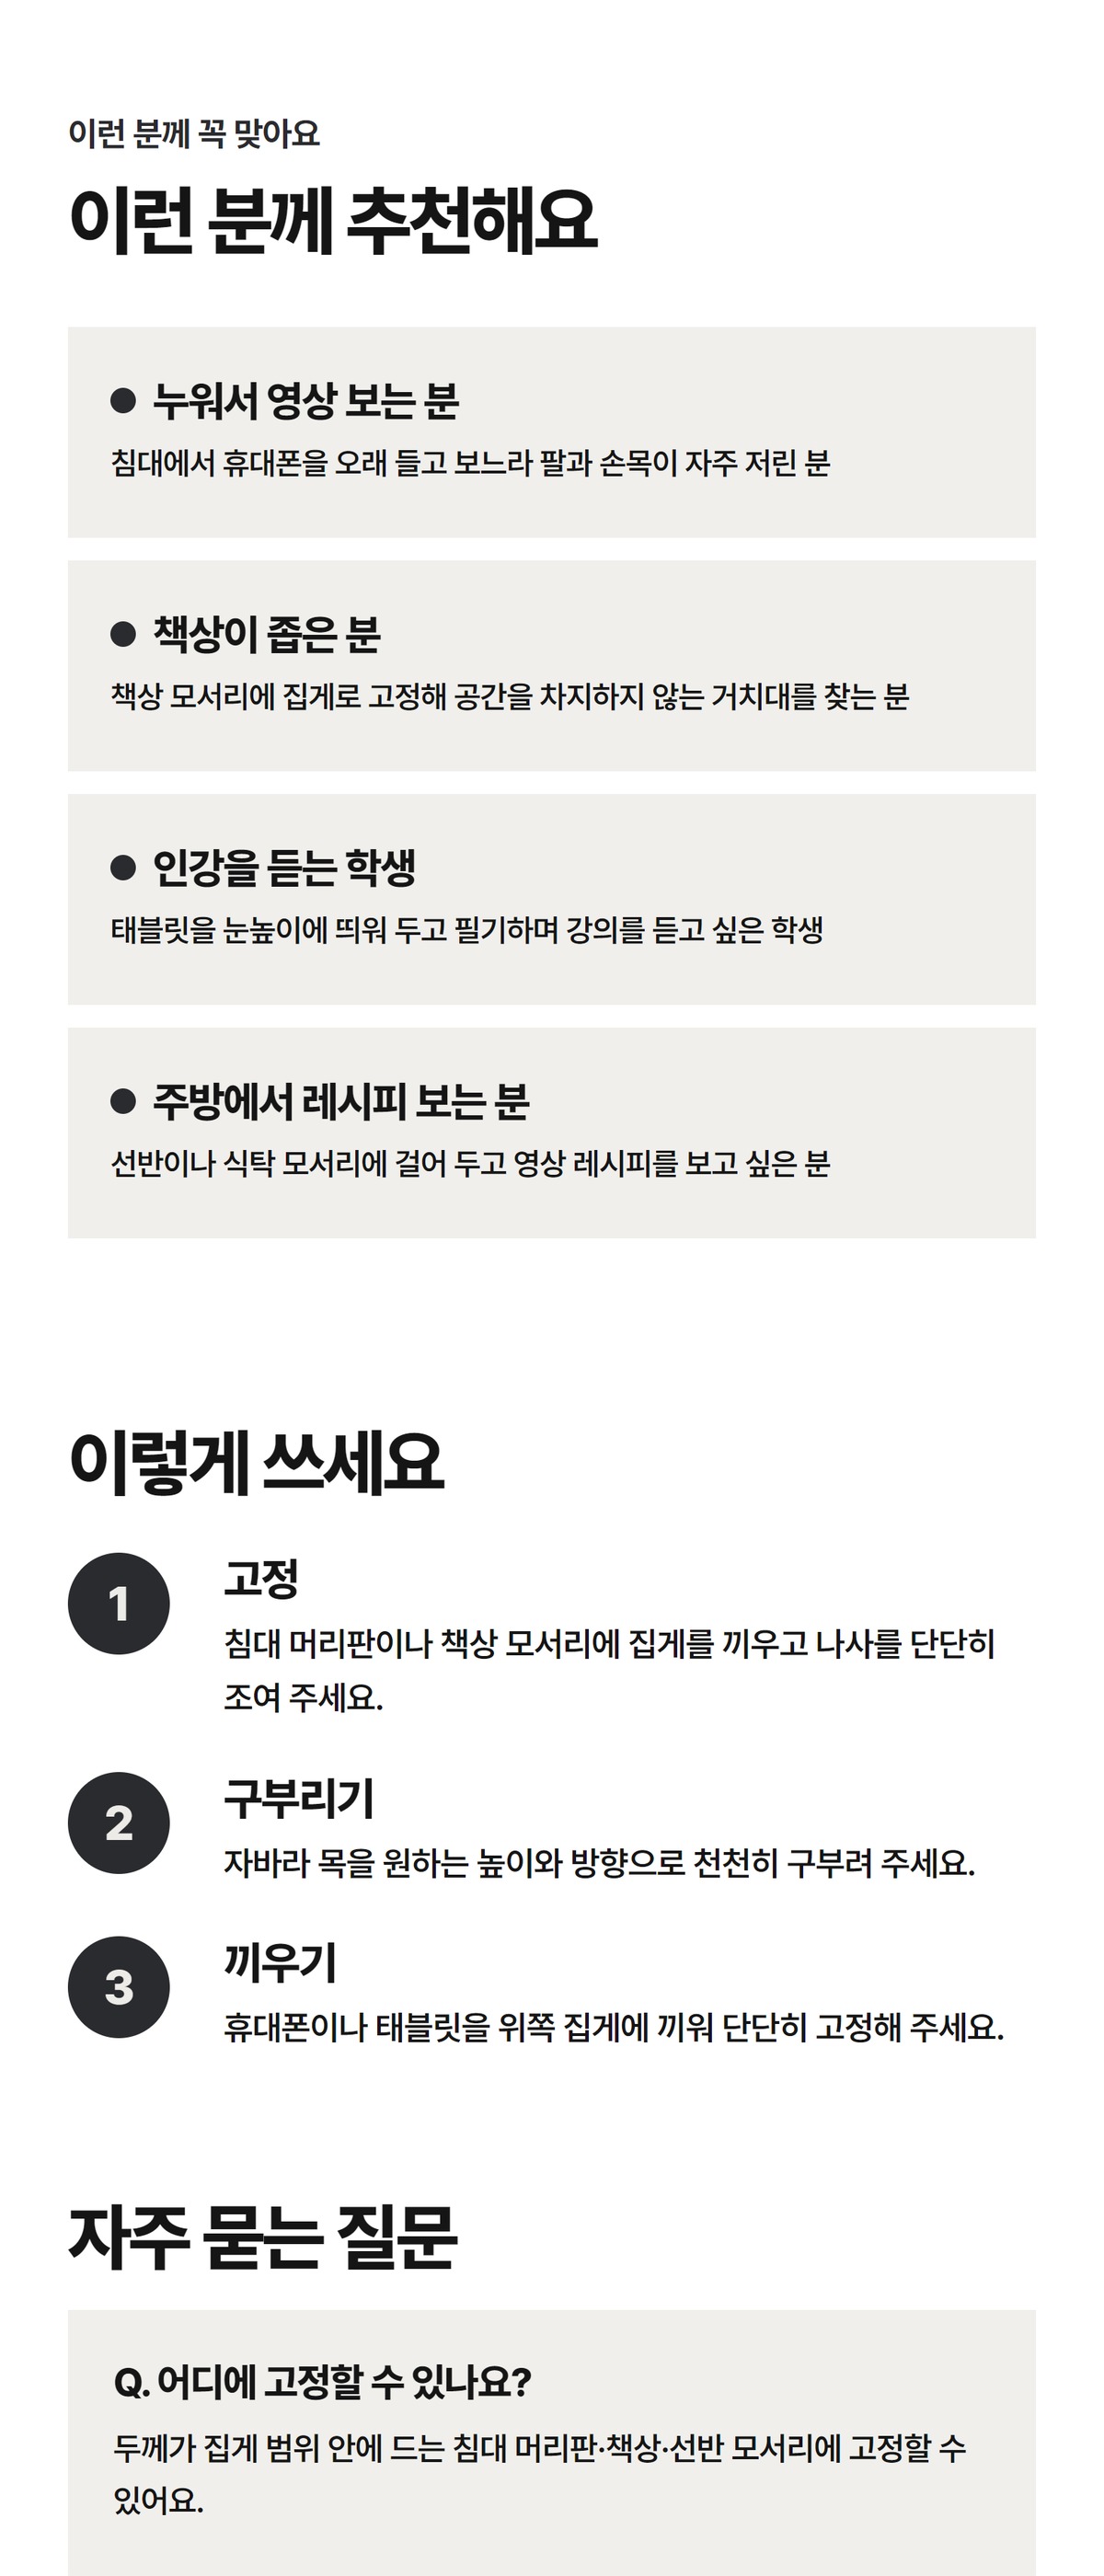 이런 분께 꼭 맞아요
이런 분께 추천해요
누워서 영상 보는 분
침대에서 휴대폰을 오래 들고 보느라 팔과 손목이 자주 저린 분
책상이 좁은 분
책상 모서리에 집게로 고정해 공간을 차지하지 않는 거치대를 찾는 분
인강을 듣는 학생
태블릿을 눈높이에 띄워 두고 필기하며 강의를 듣고 싶은 학생
주방에서 레시피 보는 분
선반이나 식탁 모서리에 걸어 두고 영상 레시피를 보고 싶은 분
이렇게 쓰세요
1
고정
침대 머리판이나 책상 모서리에 집게를 끼우고 나사를 단단히
조여 주세요.
2
구부리기
자바라 목을 원하는 높이와 방향으로 천천히 구부려 주세요.
3
끼우기
휴대폰이나 태블릿을 위쪽 집게에 끼워 단단히 고정해 주세요.
자주 묻는 질문
Q. 어디에 고정할 수 있나요?
두께가 집게 범위 안에 드는 침대 머리판·책상·선반 모서리에 고정할 수
있어요.